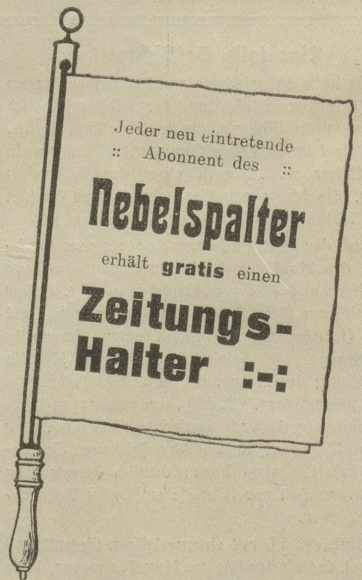 Jeder neu eintretende
:: Abonnent des ::
Nebelspalter
erhält gratis einen
Zeitungs-
Halter :-: